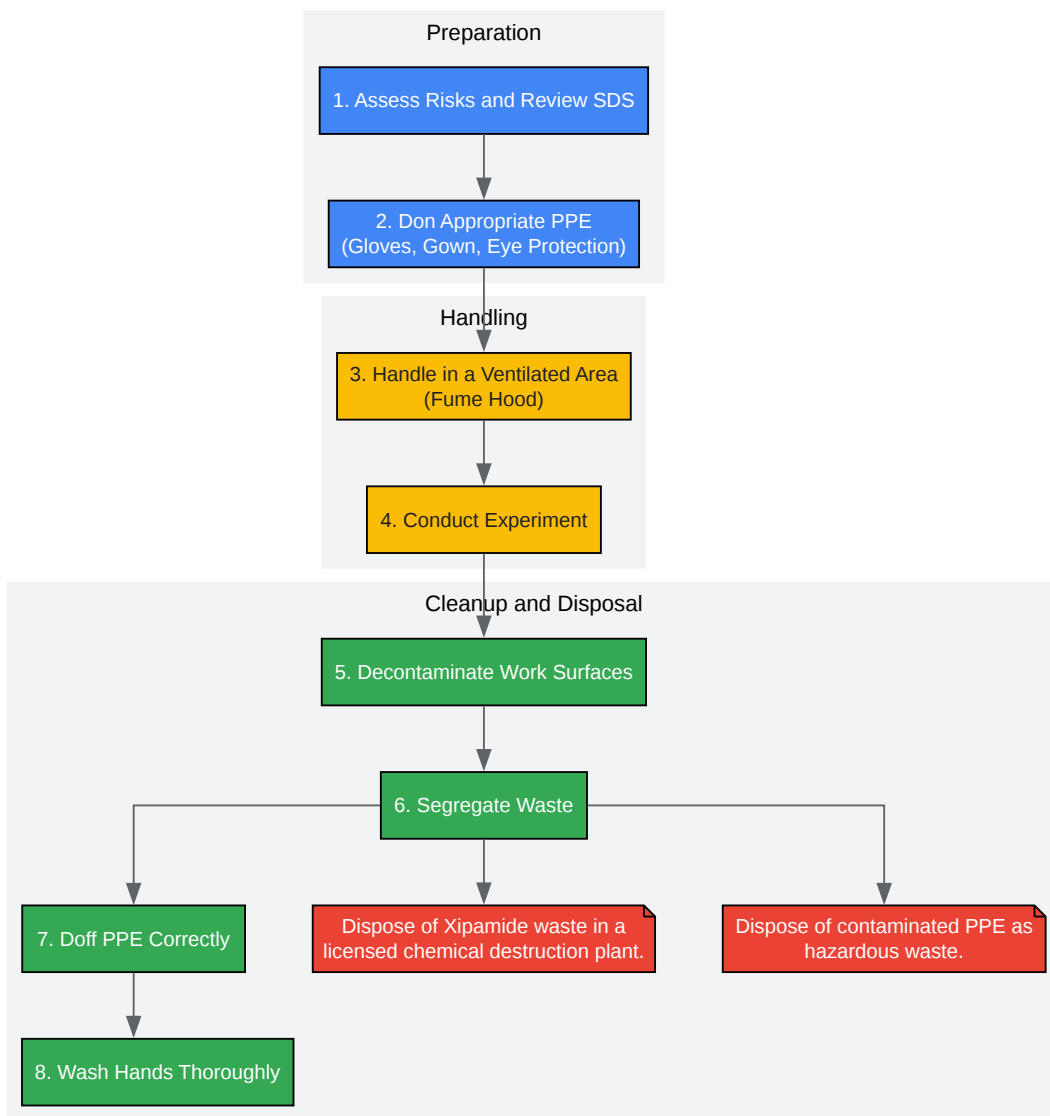 Preparation
1. Assess Risks and Review SDS
2. Don Appropriate PPE
(Gloves, Gown, Eye Protection)
Handling
3. Handle in a Ventilated Area
(Fume Hood)
4. Conduct Experiment
Cleanup and Disposal
5. Decontaminate Work Surfaces
6. Segregate Waste
7. Doff PPE Correctly
Dispose of Xipamide waste in a
licensed chemical destruction plant.
Dispose of contaminated PPE as
hazardous waste.
8. Wash Hands Thoroughly